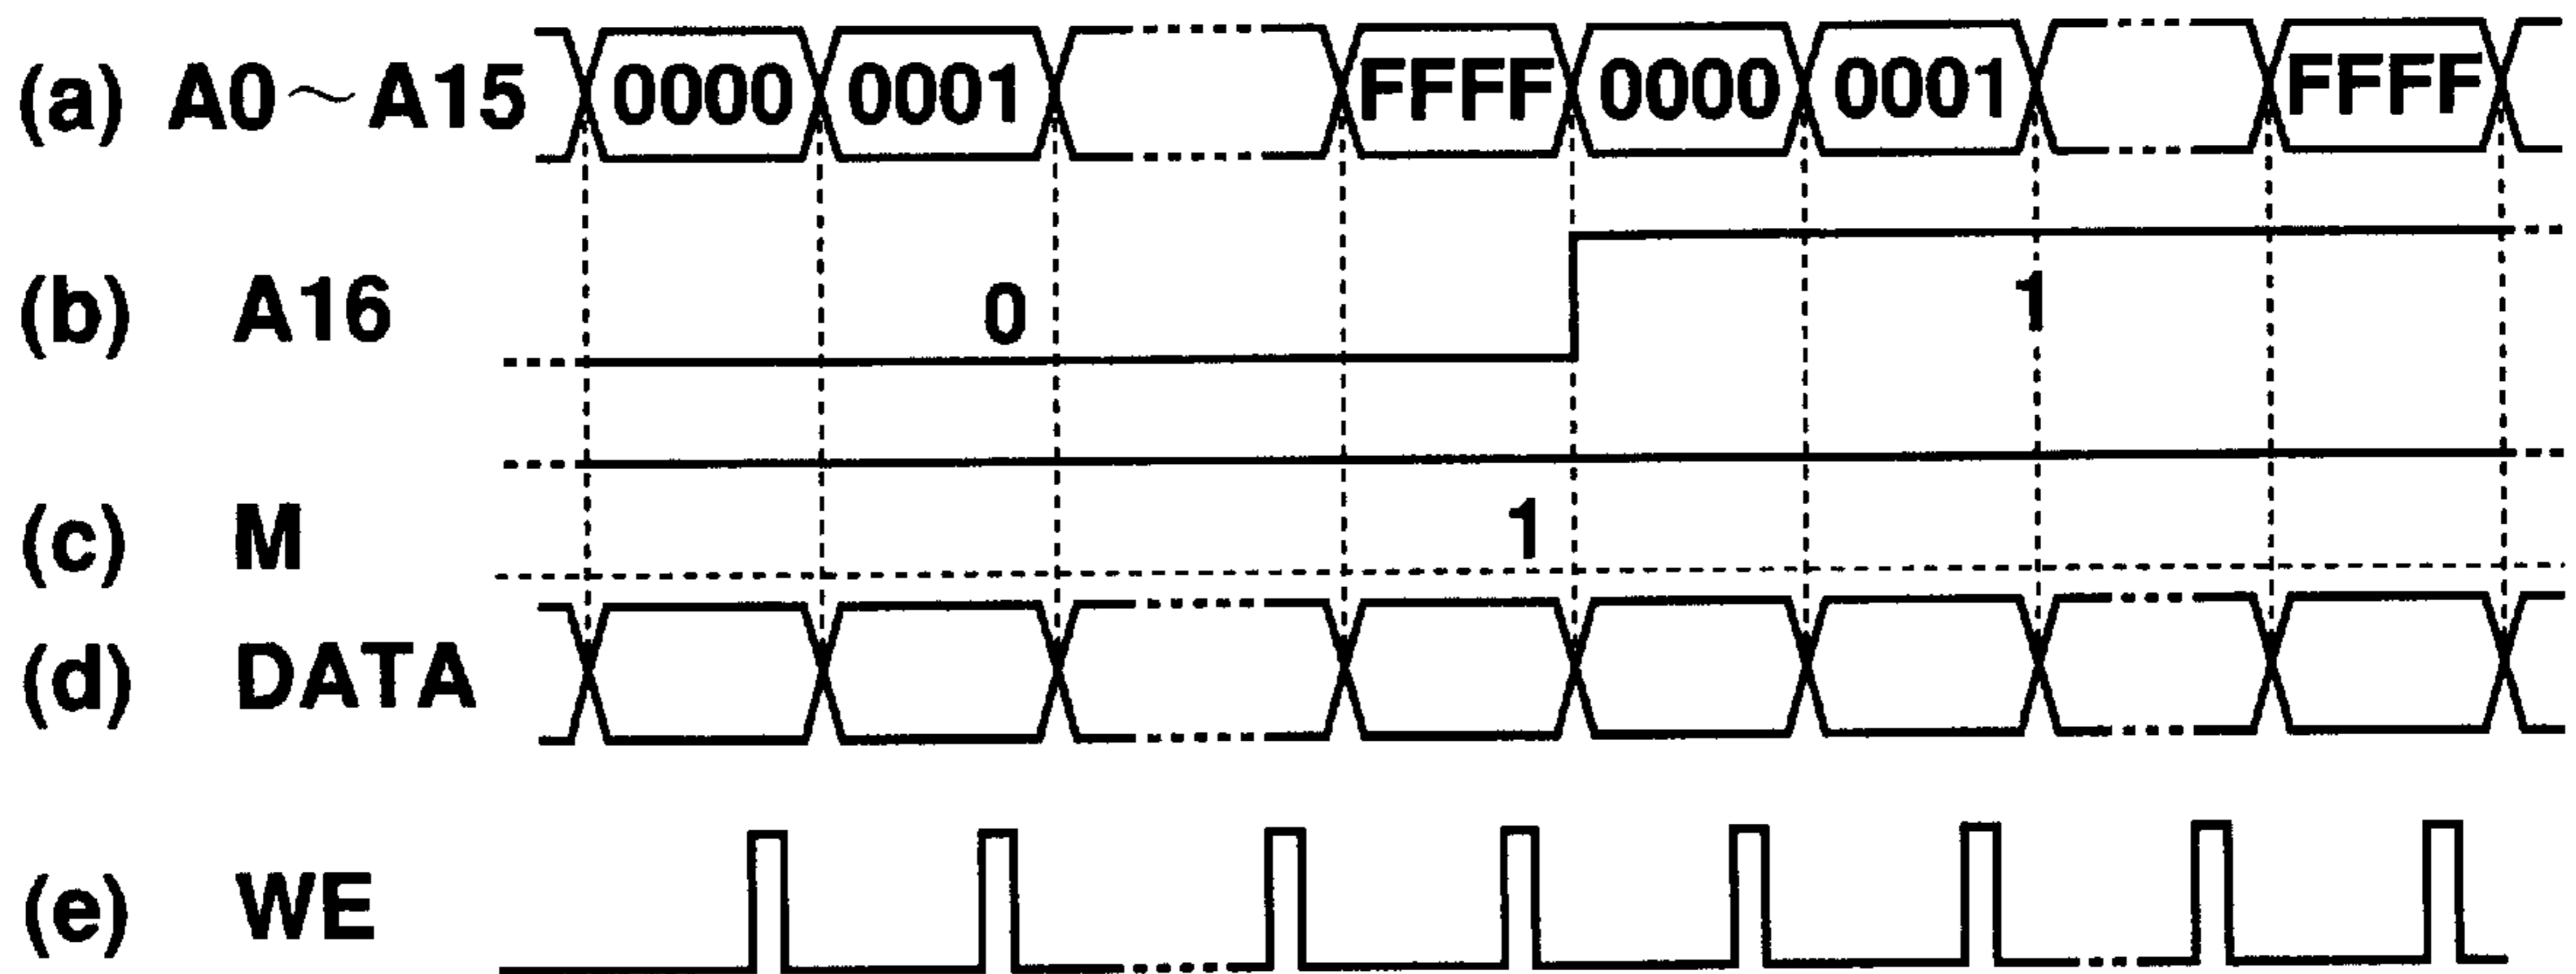 (a) A0～A15 0000 0001 FFFF 0000 0001 FFFF
(b) A16 0 1
(c) M 1
(d) DATA
(e) WE